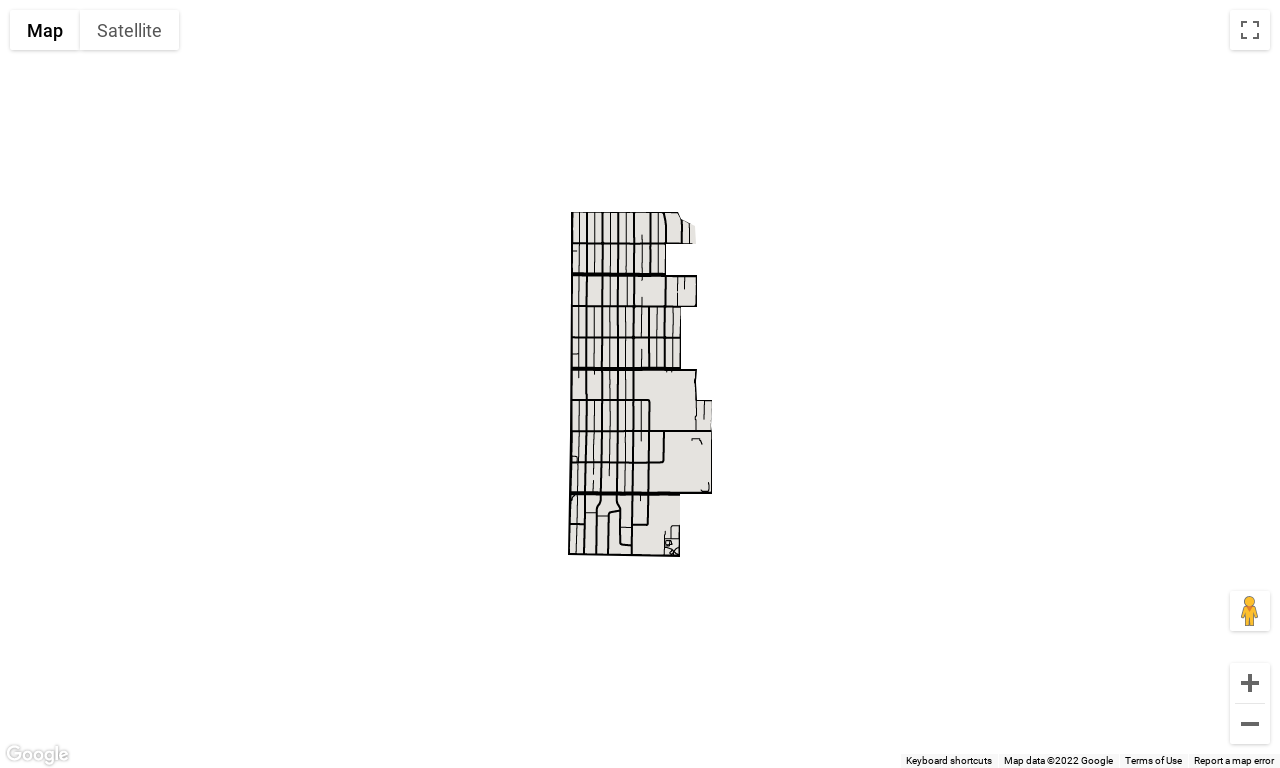 Map Satellite
Google
Keyboard shortcuts Map data ©2022 Google Terms of Use Report a map error